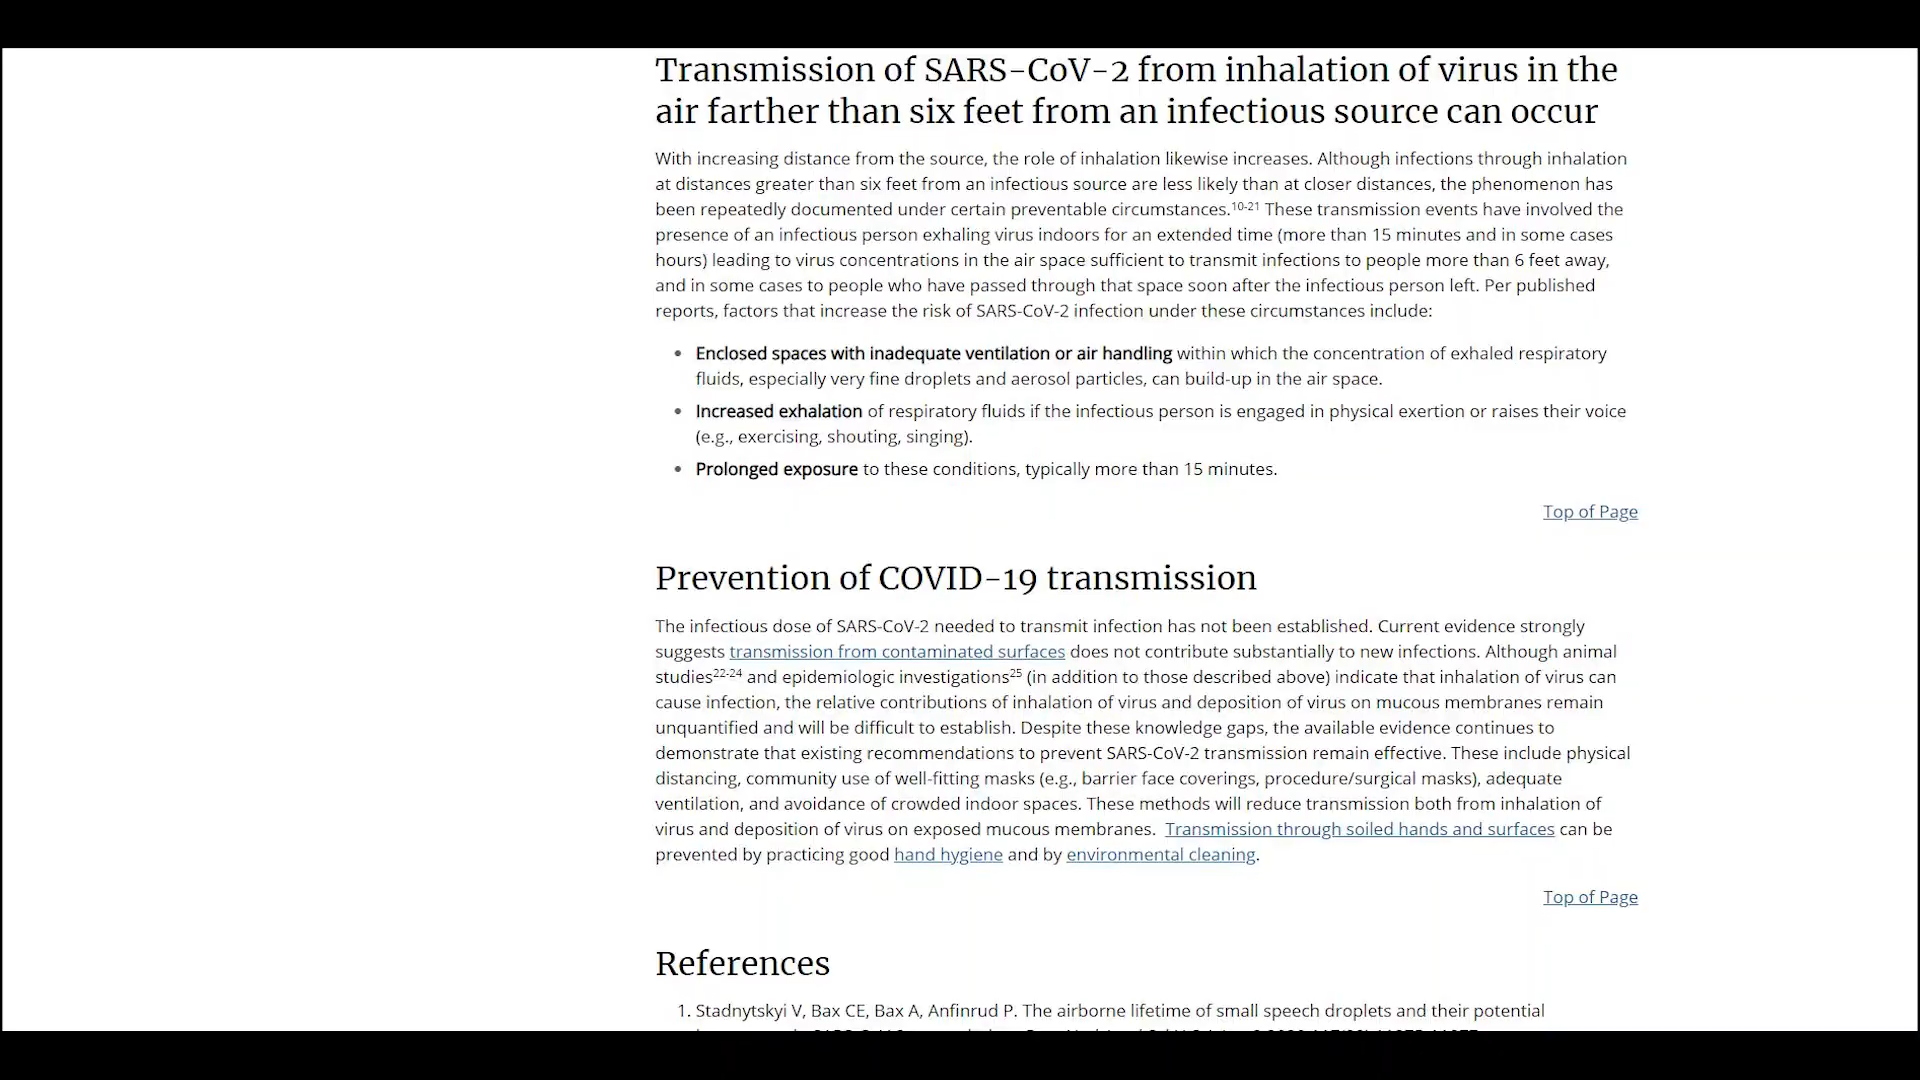 Transmission of SARS-CoV-2 from inhalation of virus in the
air farther than six feet from an infectious source can occur
With increasing distance from the source, the role of inhalation likewise increases. Although infections through inhalation
at distances greater than six feet from an infectious source are less likely than at closer distances, the phenomenon has
been repeatedly documented under certain preventable circumstances.10-21 These transmission events have involved the
presence of an infectious person exhaling virus indoors for an extended time (more than 15 minutes and in some cases
hours) leading to virus concentrations in the air space sufficient to transmit infections to people more than 6 feet away,
and in some cases to people who have passed through that space soon after the infectious person left. Per published
reports, factors that increase the risk of SARS-CoV-2 infection under these circumstances include:
• Enclosed spaces with inadequate ventilation or air handling within which the concentration of exhaled respiratory
fluids, especially very fine droplets and aerosol particles, can build-up in the air space.
• Increased exhalation of respiratory fluids if the infectious person is engaged in physical exertion or raises their voice
(e.g., exercising, shouting, singing).
• Prolonged exposure to these conditions, typically more than 15 minutes.
Top of Page
Prevention of COVID-19 transmission
The infectious dose of SARS-CoV-2 needed to transmit infection has not been established. Current evidence strongly
suggests transmission from contaminated surfaces does not contribute substantially to new infections. Although animal
studies22-24 and epidemiologic investigations25 (in addition to those described above) indicate that inhalation of virus can
cause infection, the relative contributions of inhalation of virus and deposition of virus on mucous membranes remain
unquantified and will be difficult to establish. Despite these knowledge gaps, the available evidence continues to
demonstrate that existing recommendations to prevent SARS-CoV-2 transmission remain effective. These include physical
distancing, community use of well-fitting masks (e.g., barrier face coverings, procedure/surgical masks), adequate
ventilation, and avoidance of crowded indoor spaces. These methods will reduce transmission both from inhalation of
virus and deposition of virus on exposed mucous membranes. Transmission through soiled hands and surfaces can be
prevented by practicing good hand hygiene and by environmental cleaning.
Top of Page
References
1. Stadnytskyi V, Bax CE, Bax A, Anfinrud P. The airborne lifetime of small speech droplets and their potential